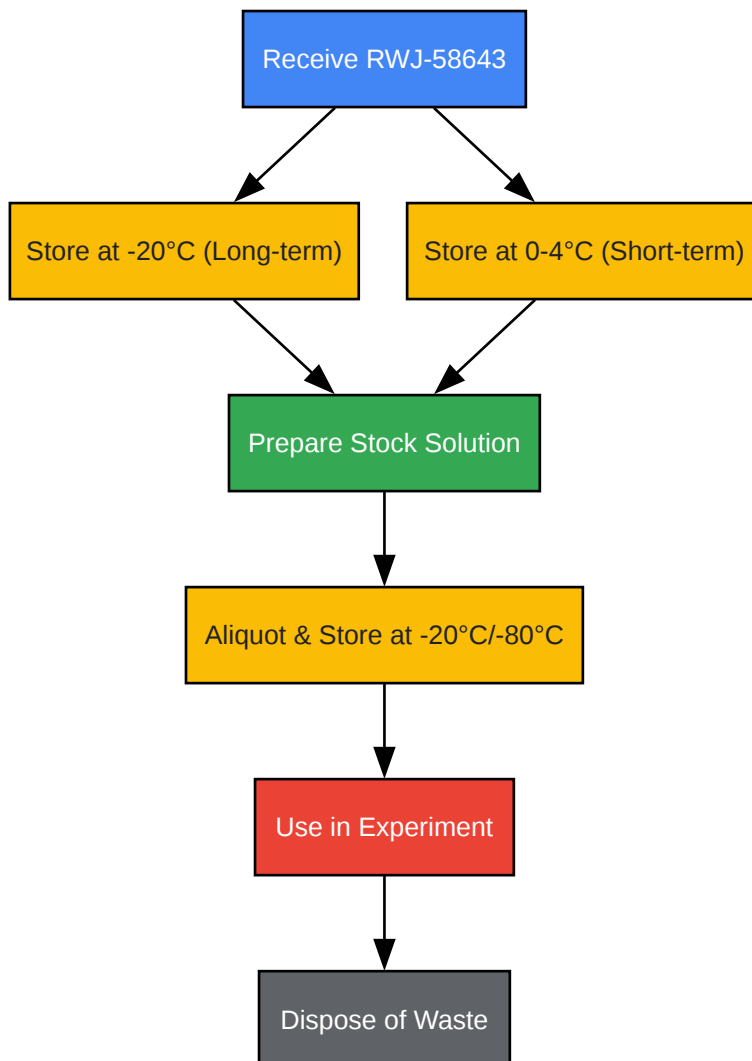 Receive RWJ-58643
Store at -20°C (Long-term)
Store at 0-4°C (Short-term)
Prepare Stock Solution
Aliquot & Store at -20°C/-80°C
Use in Experiment
Dispose of Waste